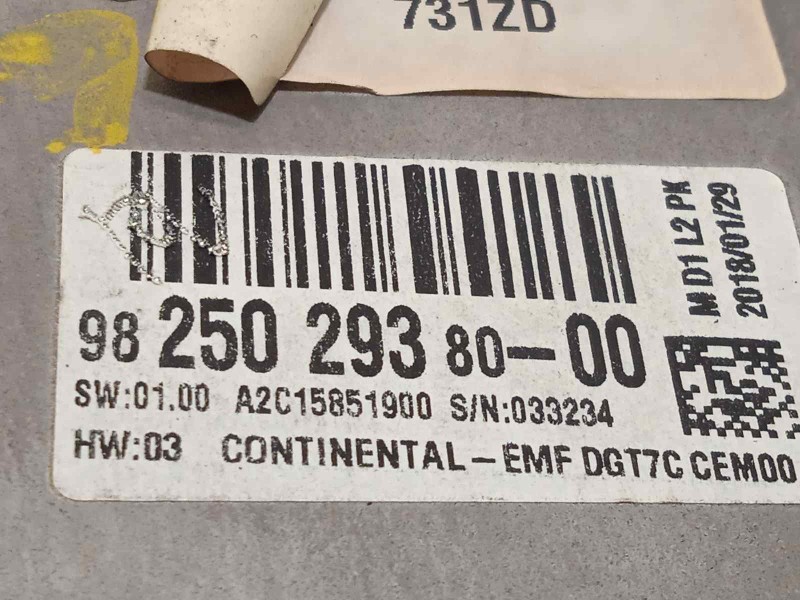 731ZD
M D1 L2 PK
2018/01/29
98 250 293 80-00
SW:01.00 A2C15851900 S/N:033234
HW:03 CONTINENTAL-EMF DGT7C CEM00